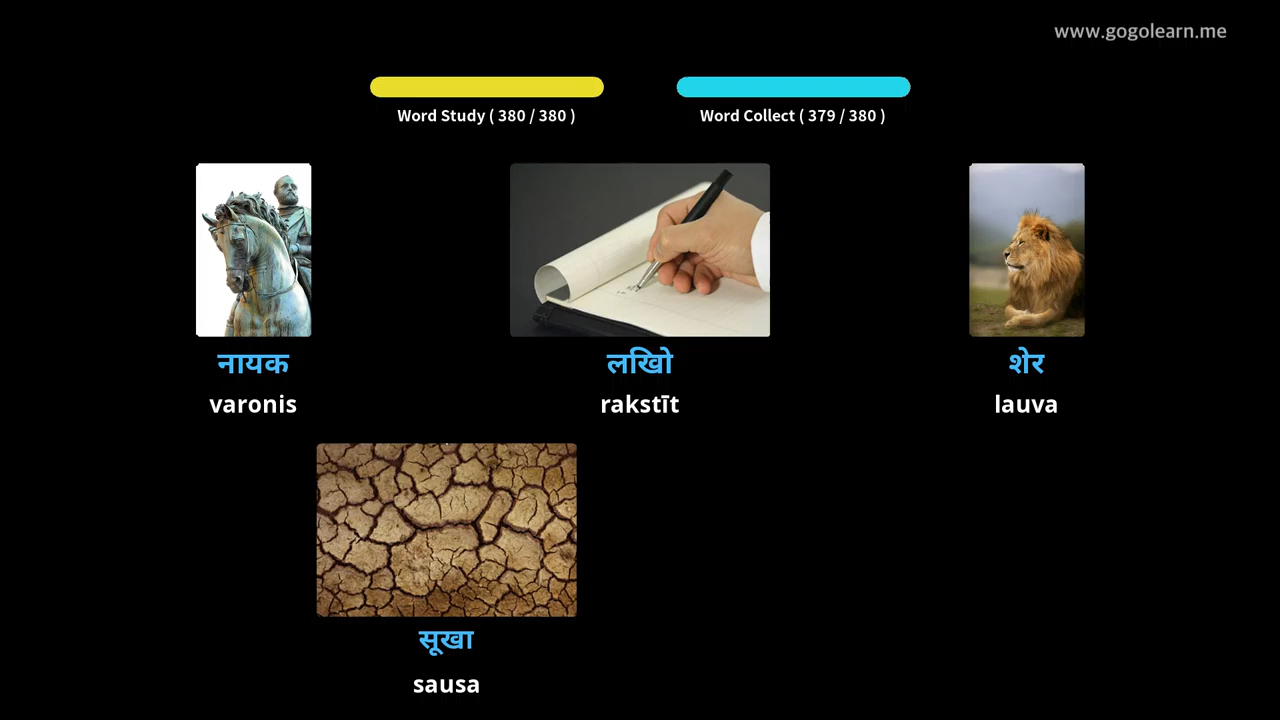 www.gogolearn.me
Word Study ( 380 / 380 )
Word Collect ( 379 / 380 )
नायक
लिखो
शेर
varonis
rakstīt
lauva
सूखा
sausa